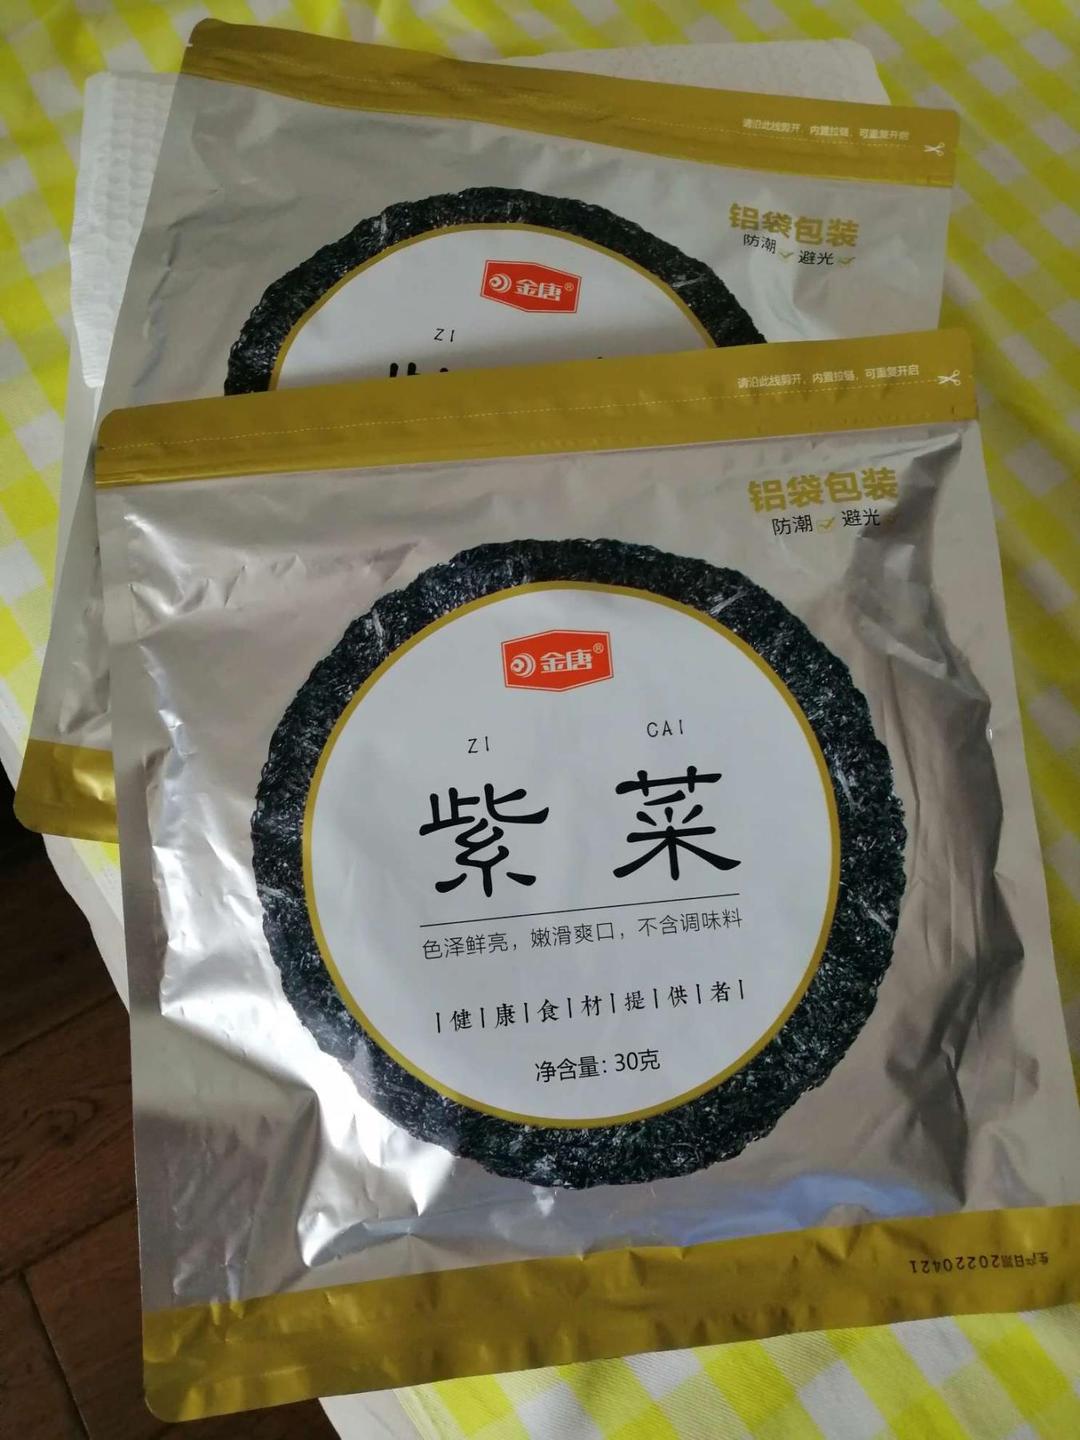 请沿此线剪开，内置拉链，可重复开启
铝袋包装
防潮 避光
金唐®
ZI
请沿此线剪开，内置拉链，可重复开启
铝袋包装
防潮 避光
金唐®
ZI CAI
紫菜
色泽鲜亮，嫩滑爽口，不含调味料
健|康|食|材|提|供|者
净含量：30克
生产日期20220421